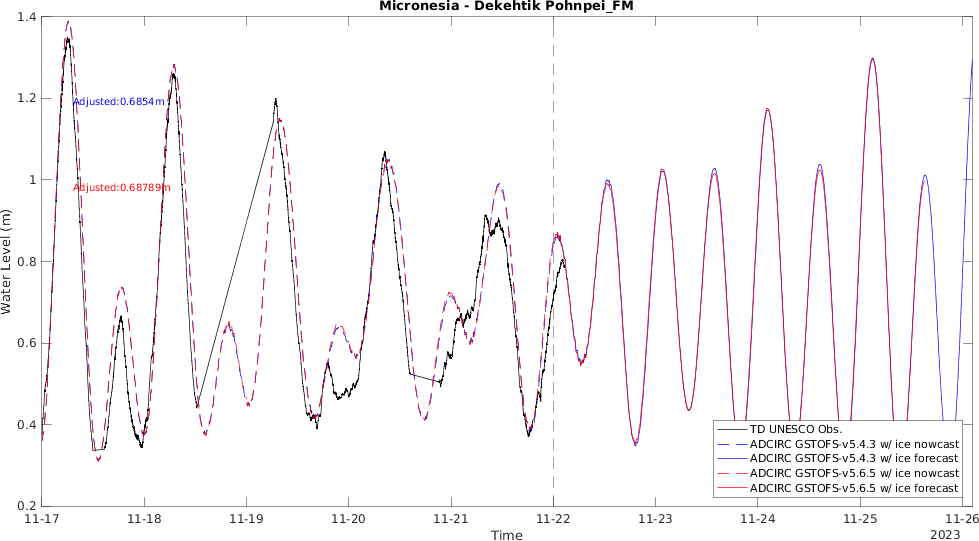 Micronesia - Dekehtik Pohnpei_FM
1.4
1.2
1
0.8
0.6
0.4
0.2
Water Level (m)
Adjusted:0.6854m
Adjusted:0.68789m
TD UNESCO Obs.
ADCIRC GSTOFS-v5.4.3 w/ ice nowcast
ADCIRC GSTOFS-v5.4.3 w/ ice forecast
ADCIRC GSTOFS-v5.6.5 w/ ice nowcast
ADCIRC GSTOFS-v5.6.5 w/ ice forecast
11-17 11-18 11-19 11-20 11-21 11-22 11-23 11-24 11-25 11-26
Time
2023